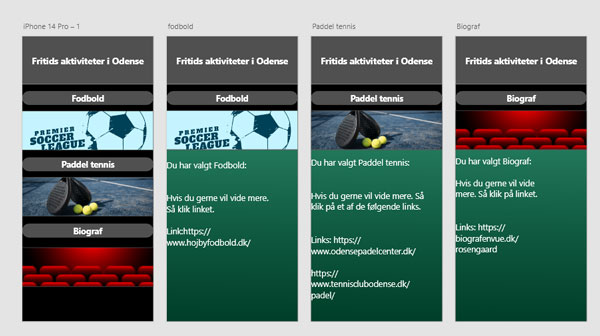 iPhone 14 Pro – 1
Fritids aktiviteter i Odense
Fodbold
PREMIER
SOCCER
LEAGUE
Paddel tennis
Biograf
fodbold
Fritids aktiviteter i Odense
Fodbold
PREMIER
SOCCER
LEAGUE
Du har valgt Fodbold:
Hvis du gerne vil vide mere.
Så klik linket.
Linkhttps://
www.hojbyfodbold.dk/
Paddel tennis
Fritids aktiviteter i Odense
Paddel tennis
Du har valgt Paddel tennis:
Hvis du gerne vil vide mere. Så
klik på et af de følgende links.
Links: https://
www.odensepadelcenter.dk/
https://
www.tennisclubodense.dk/
padel/
Biograf
Fritids aktiviteter i Odense
Biograf
Du har valgt Biograf:
Hvis du gerne vil vide
mere. Så klik på linket.
Links: https://
biografenvue.dk/
rosengaard